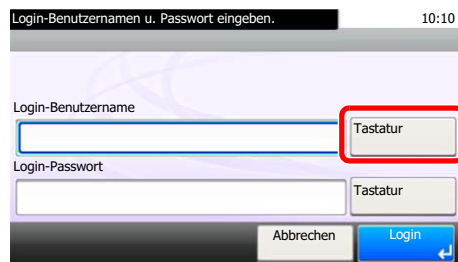 Login-Benutzernamen u. Passwort eingeben. 10:10
Login-Benutzername
Tastatur
Login-Passwort
Tastatur
Abbrechen Login